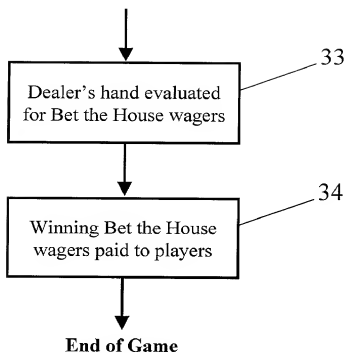 33
Dealer's hand evaluated
for Bet the House wagers
34
Winning Bet the House
wagers paid to players
End of Game